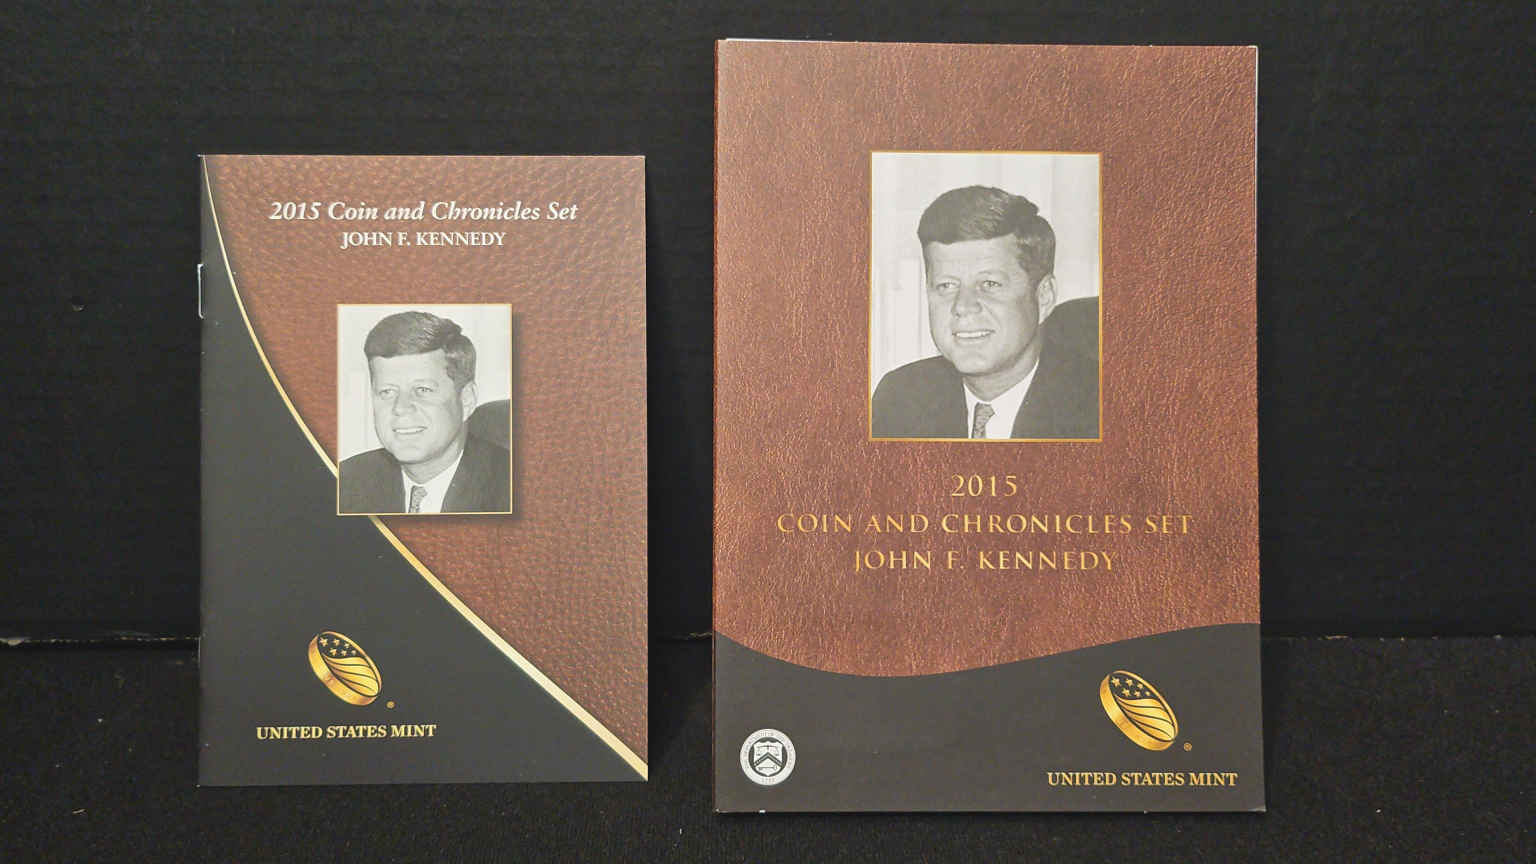 2015 Coin and Chronicles Set
JOHN F. KENNEDY
®
UNITED STATES MINT
2015
COIN AND CHRONICLES SET
JOHN F. KENNEDY
®
UNITED STATES MINT